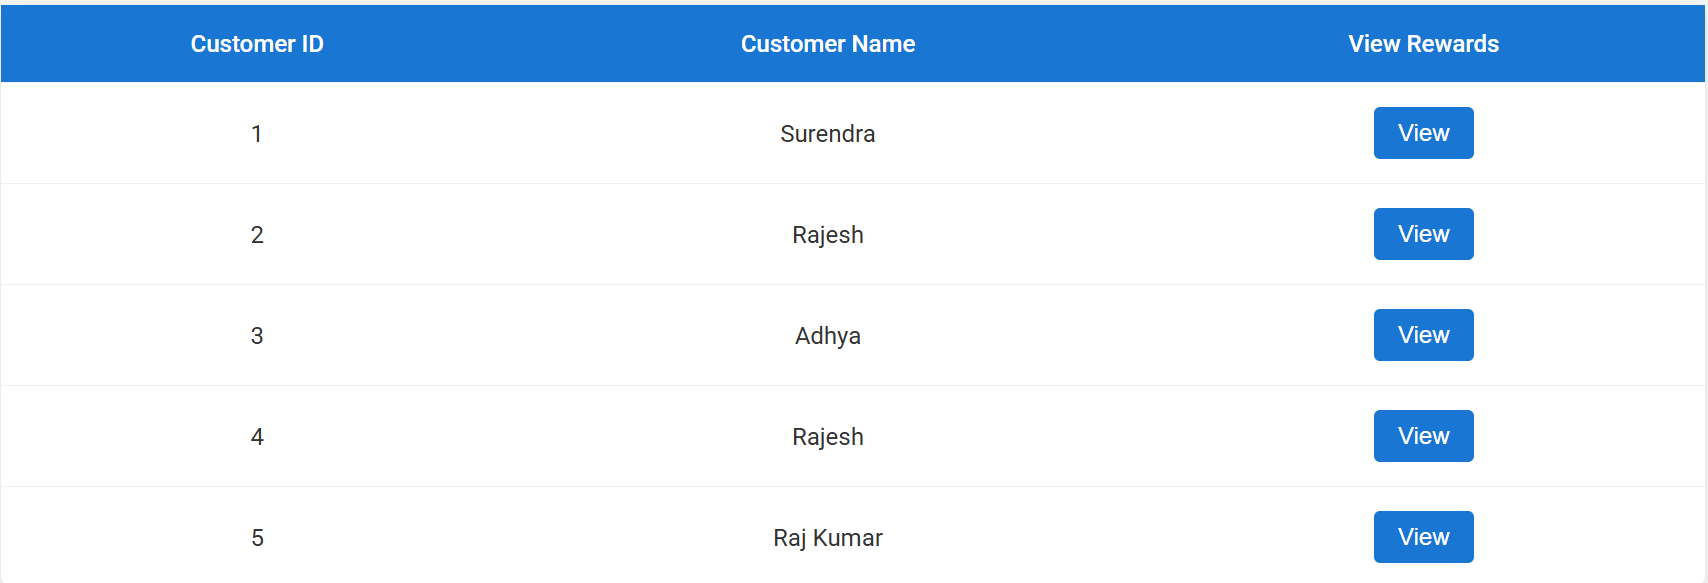 Customer ID Customer Name View Rewards
1 Surendra View
2 Rajesh View
3 Adhya View
4 Rajesh View
5 Raj Kumar View